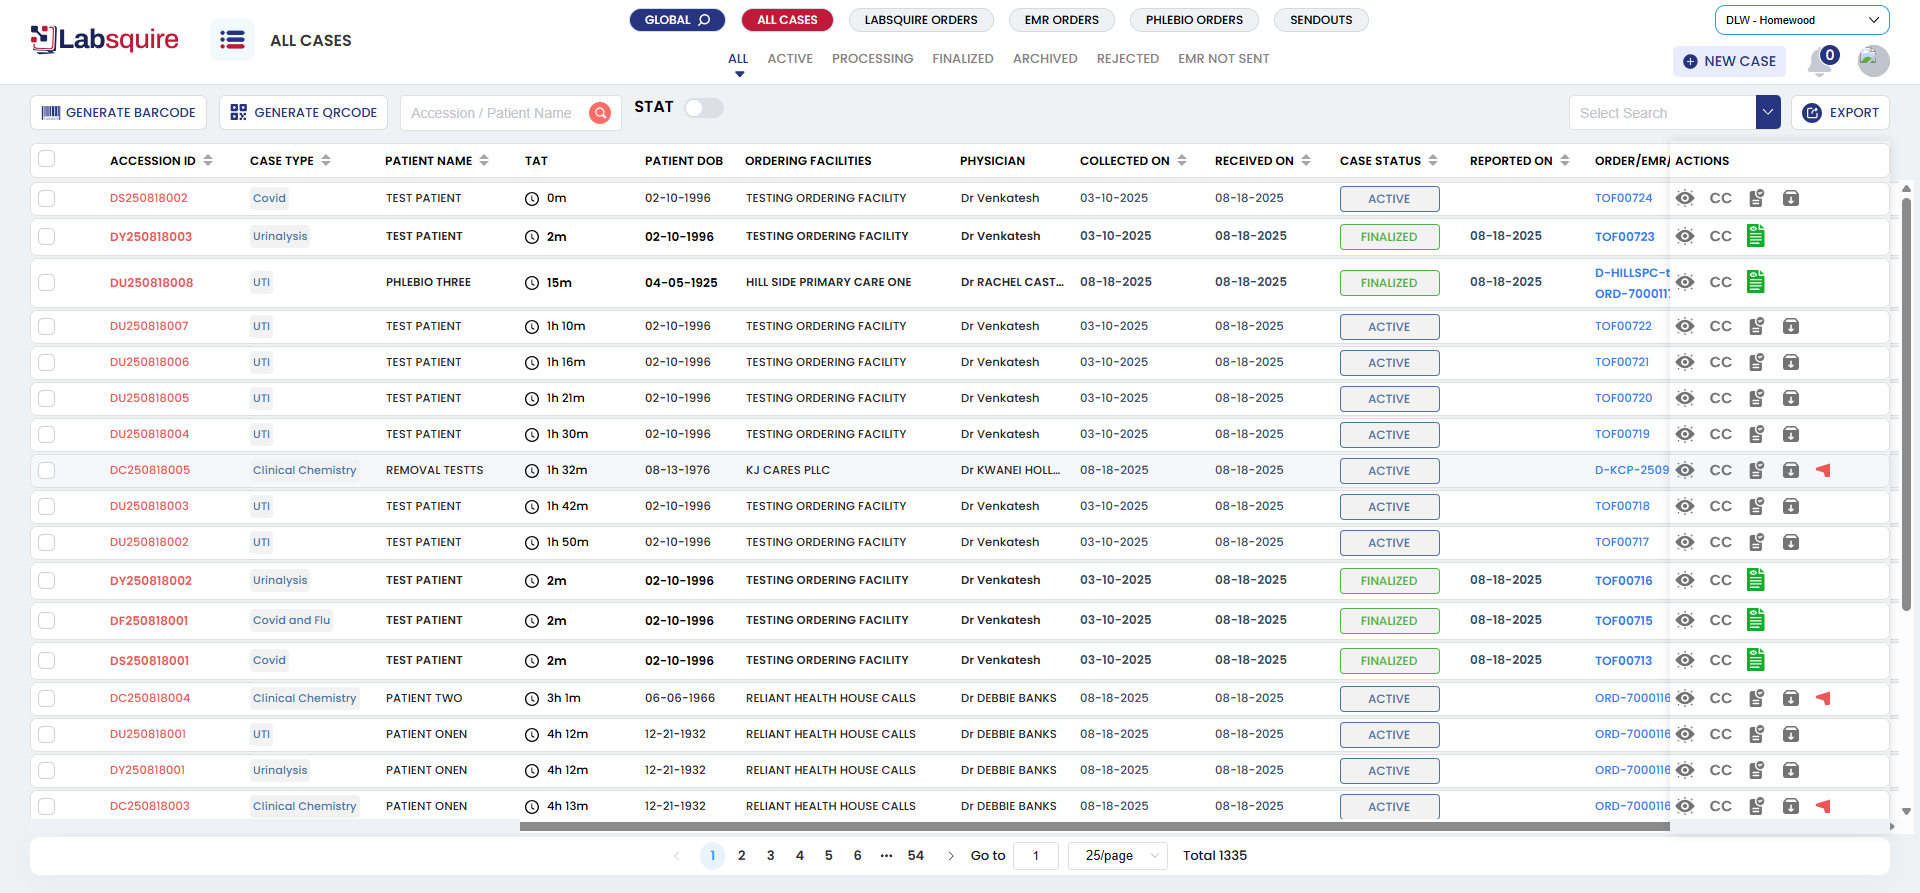 Labsquire
ALL CASES
GLOBAL
ALL CASES
LABSQUIRE ORDERS
EMR ORDERS
PHLEBIO ORDERS
SENDOUTS
DLW - Homewood
ALL
ACTIVE
PROCESSING
FINALIZED
ARCHIVED
REJECTED
EMR NOT SENT
NEW CASE
0
GENERATE BARCODE
GENERATE QRCODE
Accession / Patient Name
STAT
Select Search
EXPORT
ACCESSION ID CASE TYPE PATIENT NAME TAT PATIENT DOB ORDERING FACILITIES PHYSICIAN COLLECTED ON RECEIVED ON CASE STATUS REPORTED ON ORDER/EMR/ ACTIONS
DS250818002 Covid TEST PATIENT 0m 02-10-1996 TESTING ORDERING FACILITY Dr Venkatesh 03-10-2025 08-18-2025 ACTIVE TOF00724 CC
DY250818003 Urinalysis TEST PATIENT 2m 02-10-1996 TESTING ORDERING FACILITY Dr Venkatesh 03-10-2025 08-18-2025 FINALIZED 08-18-2025 TOF00723 CC
DU250818008 UTI PHLEBIO THREE 15m 04-05-1925 HILL SIDE PRIMARY CARE ONE Dr RACHEL CAST... 08-18-2025 08-18-2025 FINALIZED 08-18-2025 D-HILLSPC-t CC
ORD-7000117
DU250818007 UTI TEST PATIENT 1h 10m 02-10-1996 TESTING ORDERING FACILITY Dr Venkatesh 03-10-2025 08-18-2025 ACTIVE TOF00722 CC
DU250818006 UTI TEST PATIENT 1h 16m 02-10-1996 TESTING ORDERING FACILITY Dr Venkatesh 03-10-2025 08-18-2025 ACTIVE TOF00721 CC
DU250818005 UTI TEST PATIENT 1h 21m 02-10-1996 TESTING ORDERING FACILITY Dr Venkatesh 03-10-2025 08-18-2025 ACTIVE TOF00720 CC
DU250818004 UTI TEST PATIENT 1h 30m 02-10-1996 TESTING ORDERING FACILITY Dr Venkatesh 03-10-2025 08-18-2025 ACTIVE TOF00719 CC
DC250818005 Clinical Chemistry REMOVAL TESTTS 1h 32m 08-13-1976 KJ CARES PLLC Dr KWANEI HOLL... 08-18-2025 08-18-2025 ACTIVE D-KCP-2509 CC
DU250818003 UTI TEST PATIENT 1h 42m 02-10-1996 TESTING ORDERING FACILITY Dr Venkatesh 03-10-2025 08-18-2025 ACTIVE TOF00718 CC
DU250818002 UTI TEST PATIENT 1h 50m 02-10-1996 TESTING ORDERING FACILITY Dr Venkatesh 03-10-2025 08-18-2025 ACTIVE TOF00717 CC
DY250818002 Urinalysis TEST PATIENT 2m 02-10-1996 TESTING ORDERING FACILITY Dr Venkatesh 03-10-2025 08-18-2025 FINALIZED 08-18-2025 TOF00716 CC
DF250818001 Covid and Flu TEST PATIENT 2m 02-10-1996 TESTING ORDERING FACILITY Dr Venkatesh 03-10-2025 08-18-2025 FINALIZED 08-18-2025 TOF00715 CC
DS250818001 Covid TEST PATIENT 2m 02-10-1996 TESTING ORDERING FACILITY Dr Venkatesh 03-10-2025 08-18-2025 FINALIZED 08-18-2025 TOF00713 CC
DC250818004 Clinical Chemistry PATIENT TWO 3h 1m 06-06-1966 RELIANT HEALTH HOUSE CALLS Dr DEBBIE BANKS 08-18-2025 08-18-2025 ACTIVE ORD-7000116 CC
DU250818001 UTI PATIENT ONEN 4h 12m 12-21-1932 RELIANT HEALTH HOUSE CALLS Dr DEBBIE BANKS 08-18-2025 08-18-2025 ACTIVE ORD-7000116 CC
DY250818001 Urinalysis PATIENT ONEN 4h 12m 12-21-1932 RELIANT HEALTH HOUSE CALLS Dr DEBBIE BANKS 08-18-2025 08-18-2025 ACTIVE ORD-7000116 CC
DC250818003 Clinical Chemistry PATIENT ONEN 4h 13m 12-21-1932 RELIANT HEALTH HOUSE CALLS Dr DEBBIE BANKS 08-18-2025 08-18-2025 ACTIVE ORD-7000116 CC
1 2 3 4 5 6 ••• 54 Go to 1 25/page Total 1335